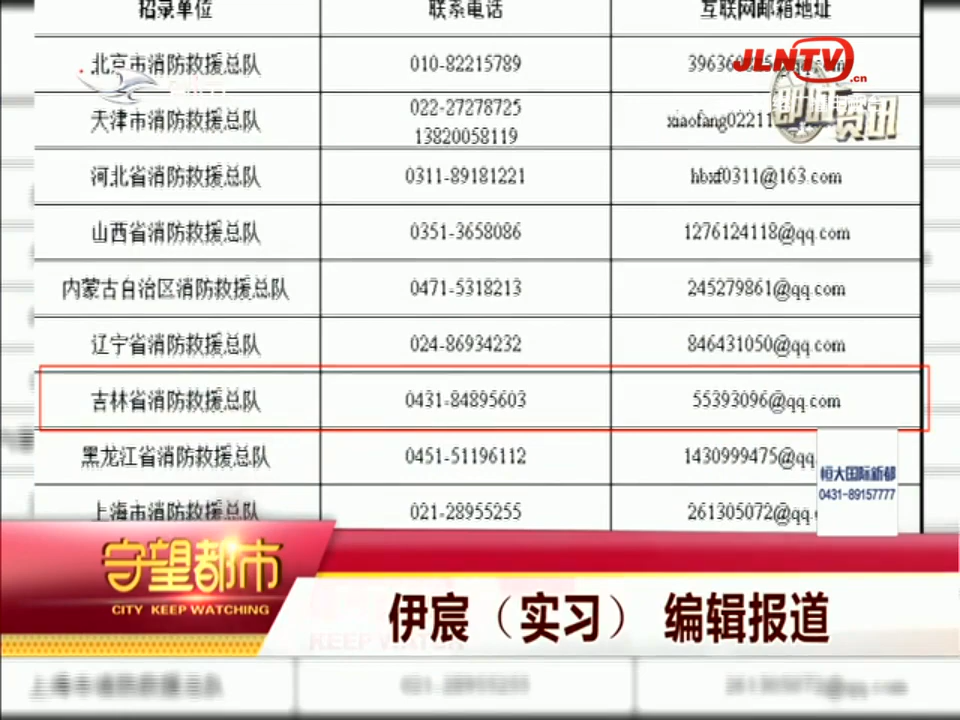 招录单位 联系电话 互联网邮箱地址
JLNTV.cn
北京市消防救援总队 010-82215789
即时资讯
天津市消防救援总队 022-27278725
13820058119
河北省消防救援总队 0311-89181221 hbxf0311@163.com
山西省消防救援总队 0351-3658086 1276124118@qq.com
内蒙古自治区消防救援总队 0471-5318213 245279861@qq.com
辽宁省消防救援总队 024-86934232 846431050@qq.com
吉林省消防救援总队 0431-84895603 55393096@qq.com
黑龙江省消防救援总队 0451-51196112 1430999475@qq
恒大国际新都
0431-89157777
上海市消防救援总队 021-28955255 261305072@qq
守望都市
CITY KEEP WATCHING
伊宸（实习） 编辑报道